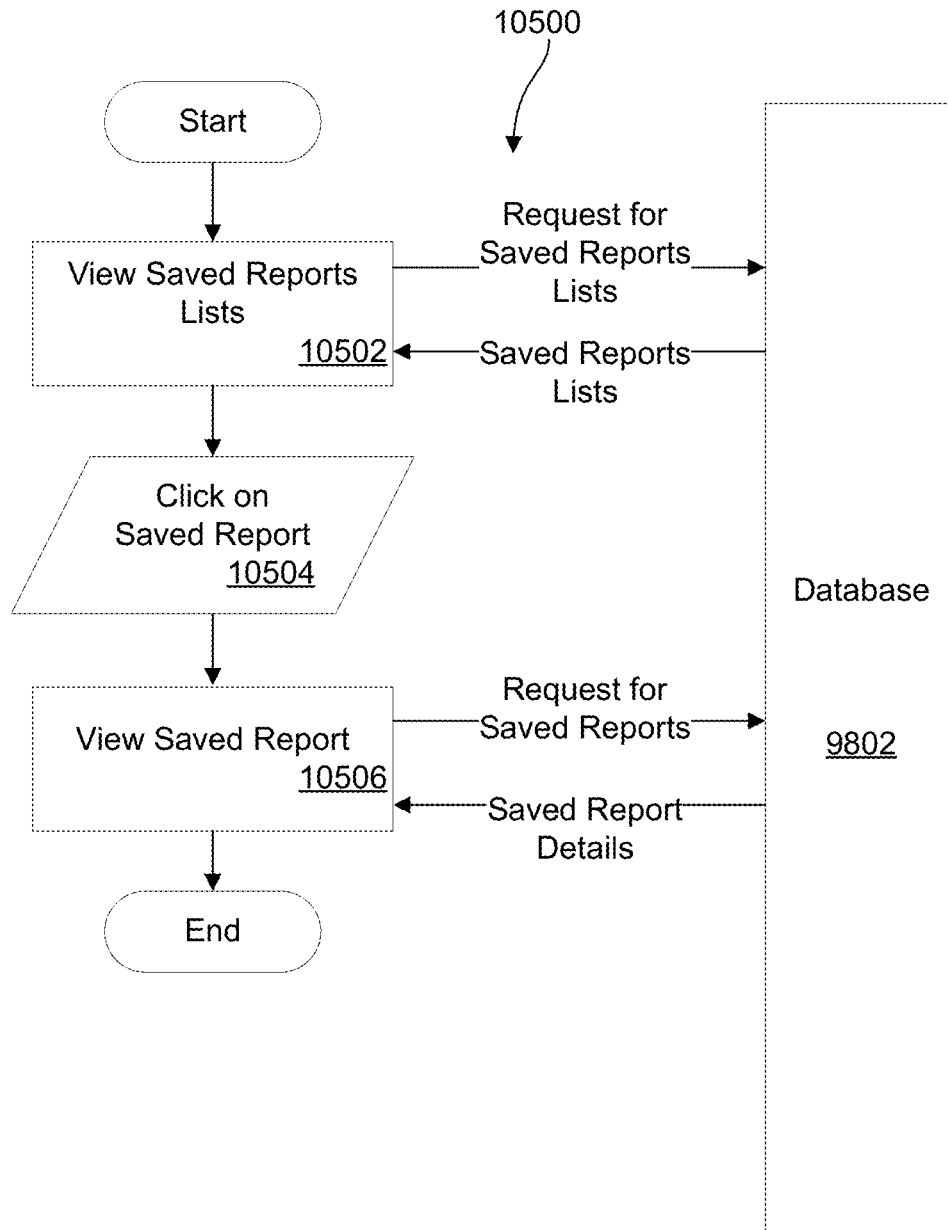 10500
Start
Request for
Saved Reports
Lists
View Saved Reports
Lists
10502
Saved Reports
Lists
Click on
Saved Report
10504
Database
9802
Request for
Saved Reports
View Saved Report
10506
Saved Report
Details
End